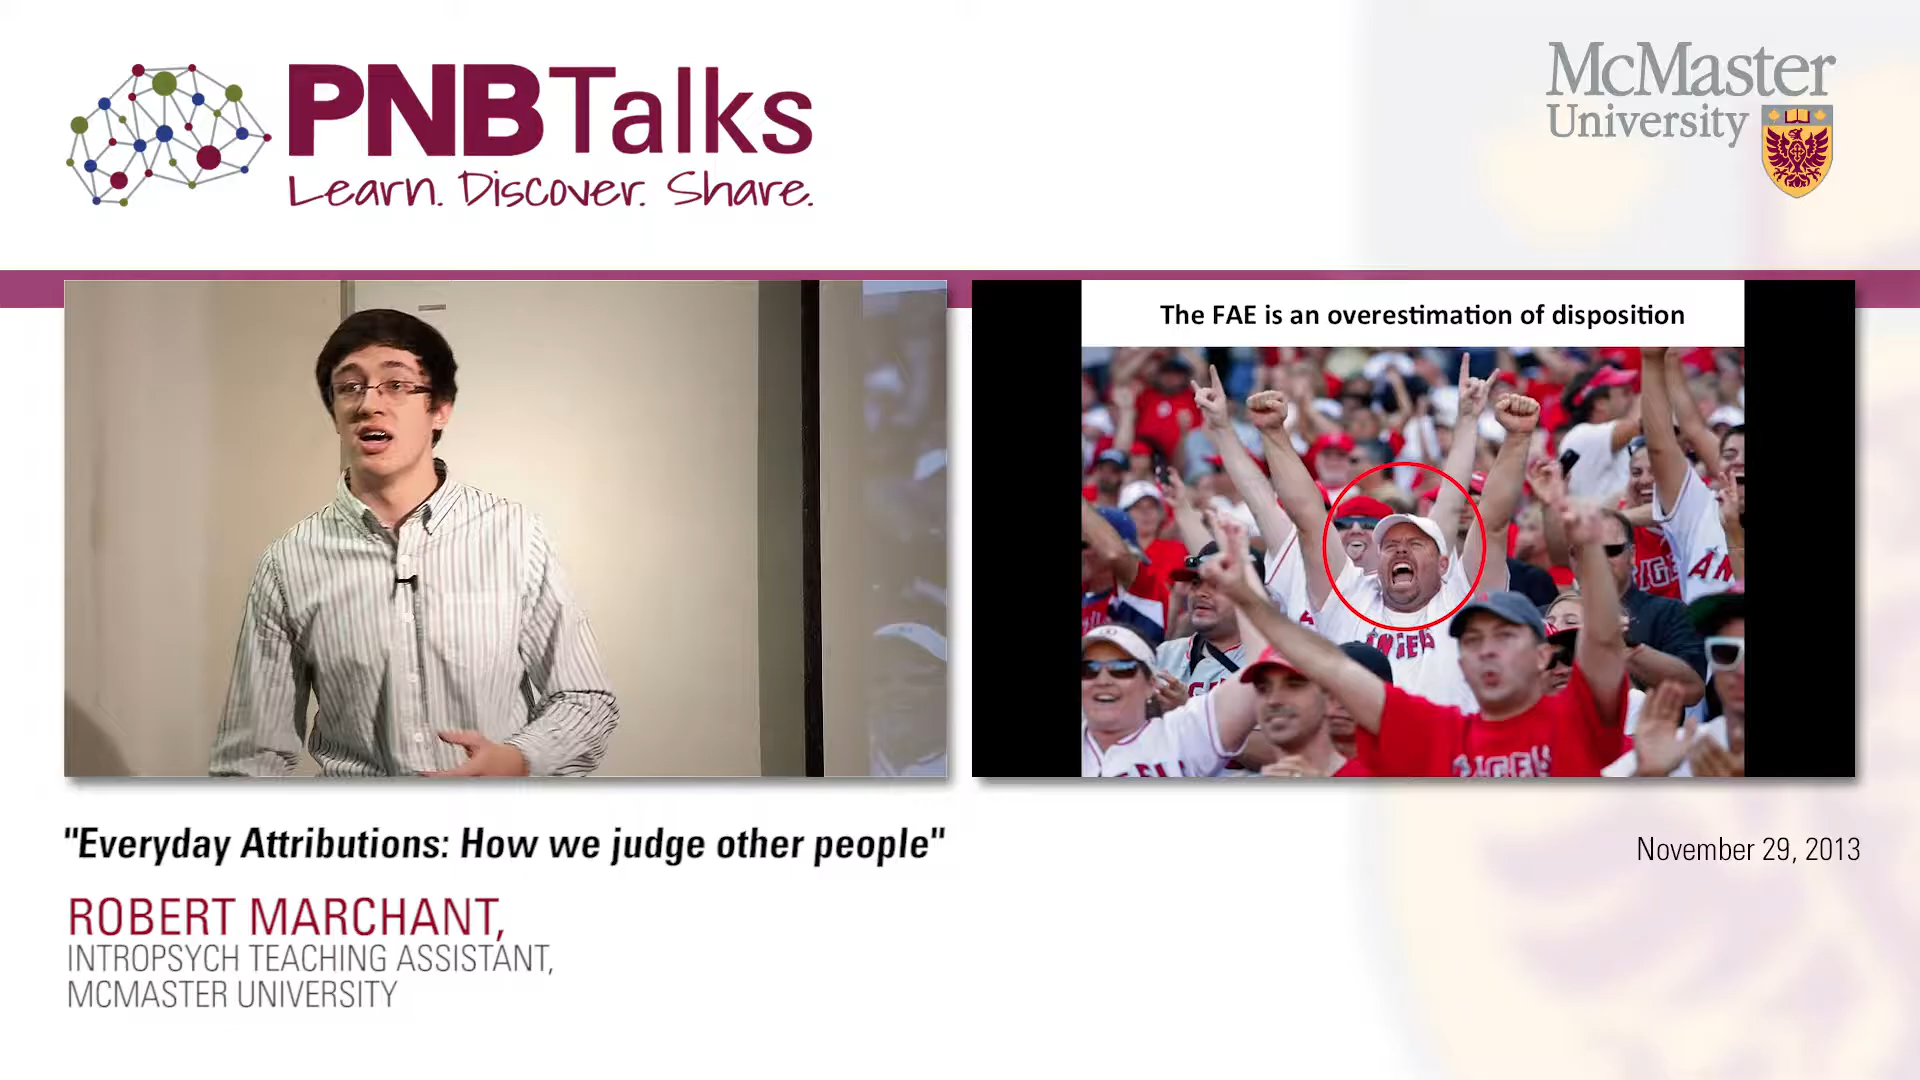 PNBTalks
Learn. Discover. Share.
McMaster
University
The FAE is an overestimation of disposition
ANGELS
"Everyday Attributions: How we judge other people"
November 29, 2013
ROBERT MARCHANT,
INTROPSYCH TEACHING ASSISTANT,
MCMASTER UNIVERSITY